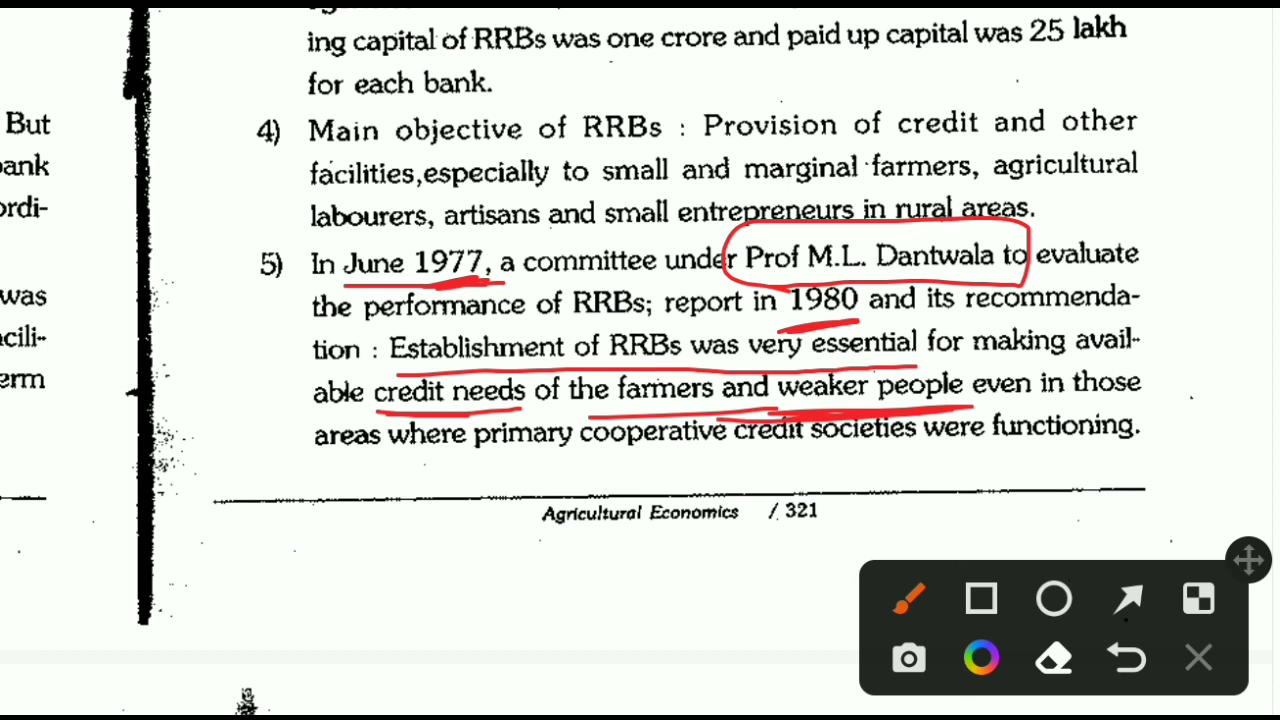 ing capital of RRBs was one crore and paid up capital was 25 lakh
for each bank.
4) Main objective of RRBs : Provision of credit and other
facilities,especially to small and marginal farmers, agricultural
labourers, artisans and small entrepreneurs in rural areas.
5) In June 1977, a committee under Prof M.L. Dantwala to evaluate
the performance of RRBs; report in 1980 and its recommenda-
tion : Establishment of RRBs was very essential for making avail-
able credit needs of the farmers and weaker people even in those
areas where primary cooperative credit societies were functioning.
Agricultural Economics / 321
But
ank
ordi-
was
cili-
erm